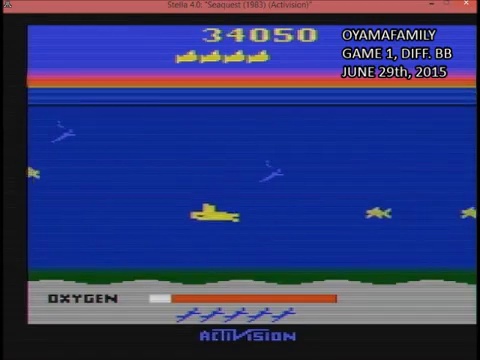 Stella 4.0: "Seaquest (1983) (Activision)"
34050
OYAMAFAMILY
GAME 1, DIFF. BB
JUNE 29th, 2015
OXYGEN
ACTIVISION